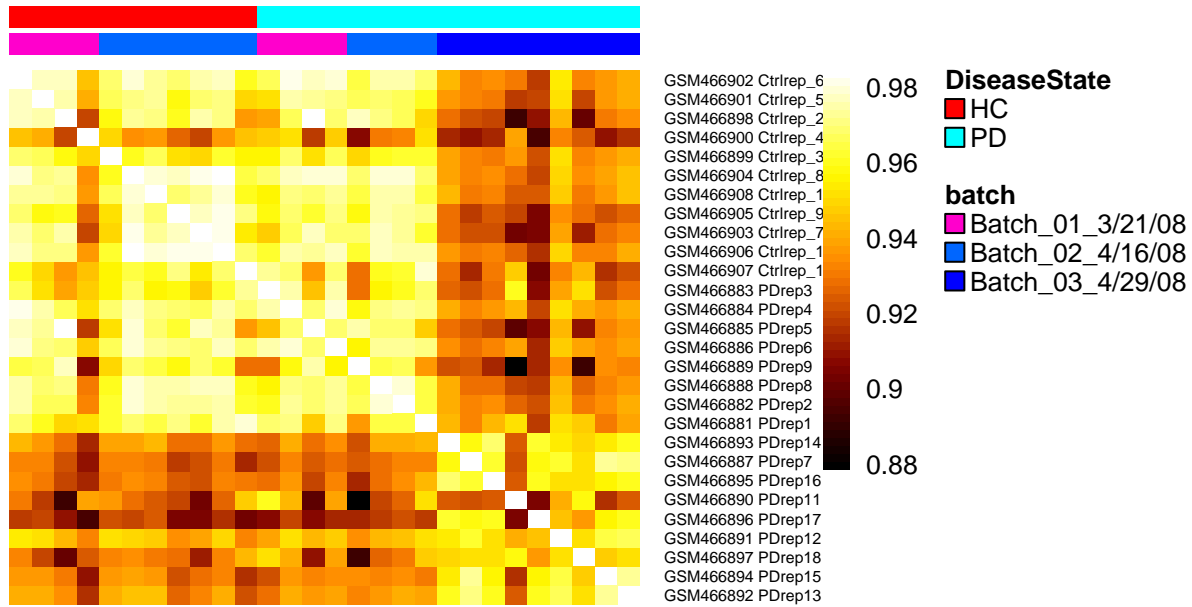 GSM466902 Ctrlrep_6
GSM466901 Ctrlrep_5
GSM466898 Ctrlrep_2
GSM466900 Ctrlrep_4
GSM466899 Ctrlrep_3
GSM466904 Ctrlrep_8
GSM466908 Ctrlrep_1
GSM466905 Ctrlrep_9
GSM466903 Ctrlrep_7
GSM466906 Ctrlrep_1
GSM466907 Ctrlrep_1
GSM466883 PDrep3
GSM466884 PDrep4
GSM466885 PDrep5
GSM466886 PDrep6
GSM466889 PDrep9
GSM466888 PDrep8
GSM466882 PDrep2
GSM466881 PDrep1
GSM466893 PDrep14
GSM466887 PDrep7
GSM466895 PDrep16
GSM466890 PDrep11
GSM466896 PDrep17
GSM466891 PDrep12
GSM466897 PDrep18
GSM466894 PDrep15
GSM466892 PDrep13
0.98
0.96
0.94
0.92
0.9
0.88
DiseaseState
HC
PD
batch
Batch_01_3/21/08
Batch_02_4/16/08
Batch_03_4/29/08